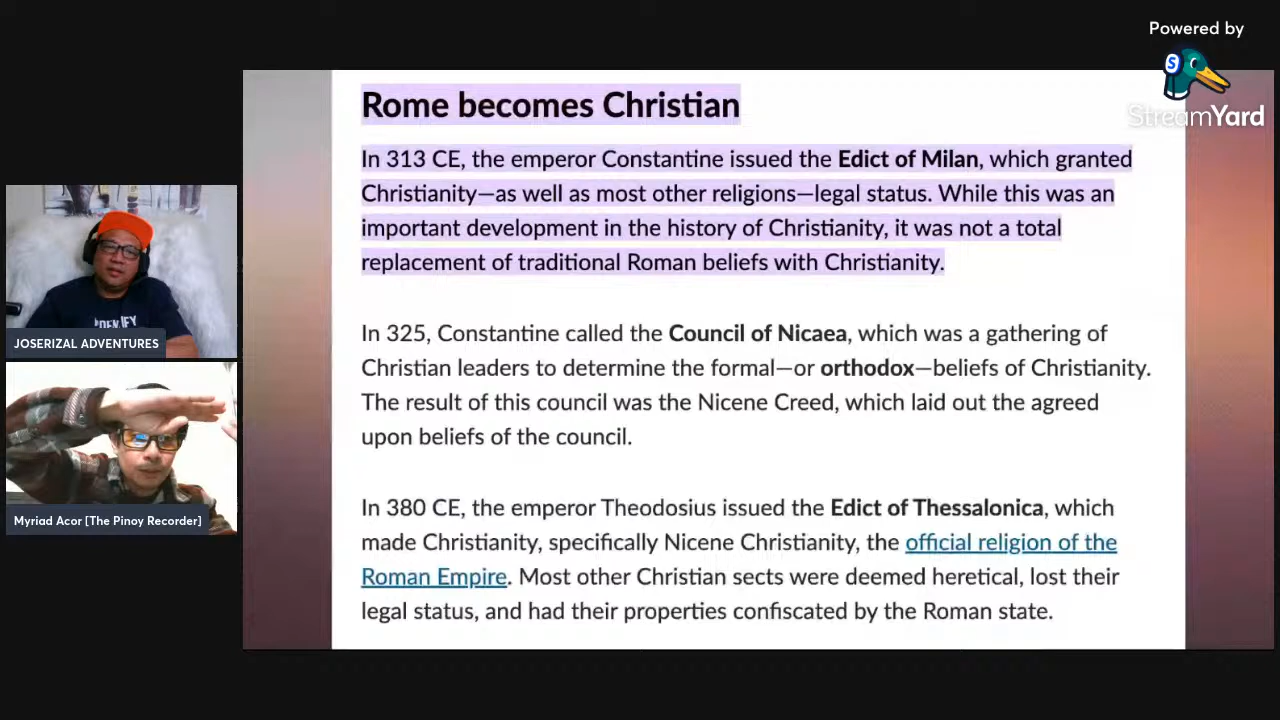 Powered by
StreamYard
Rome becomes Christian
In 313 CE, the emperor Constantine issued the Edict of Milan, which granted
Christianity—as well as most other religions—legal status. While this was an
important development in the history of Christianity, it was not a total
replacement of traditional Roman beliefs with Christianity.
In 325, Constantine called the Council of Nicaea, which was a gathering of
Christian leaders to determine the formal—or orthodox—beliefs of Christianity.
The result of this council was the Nicene Creed, which laid out the agreed
upon beliefs of the council.
In 380 CE, the emperor Theodosius issued the Edict of Thessalonica, which
made Christianity, specifically Nicene Christianity, the official religion of the
Roman Empire. Most other Christian sects were deemed heretical, lost their
legal status, and had their properties confiscated by the Roman state.
JOSERIZAL ADVENTURES
Myriad Acor [The Pinoy Recorder]